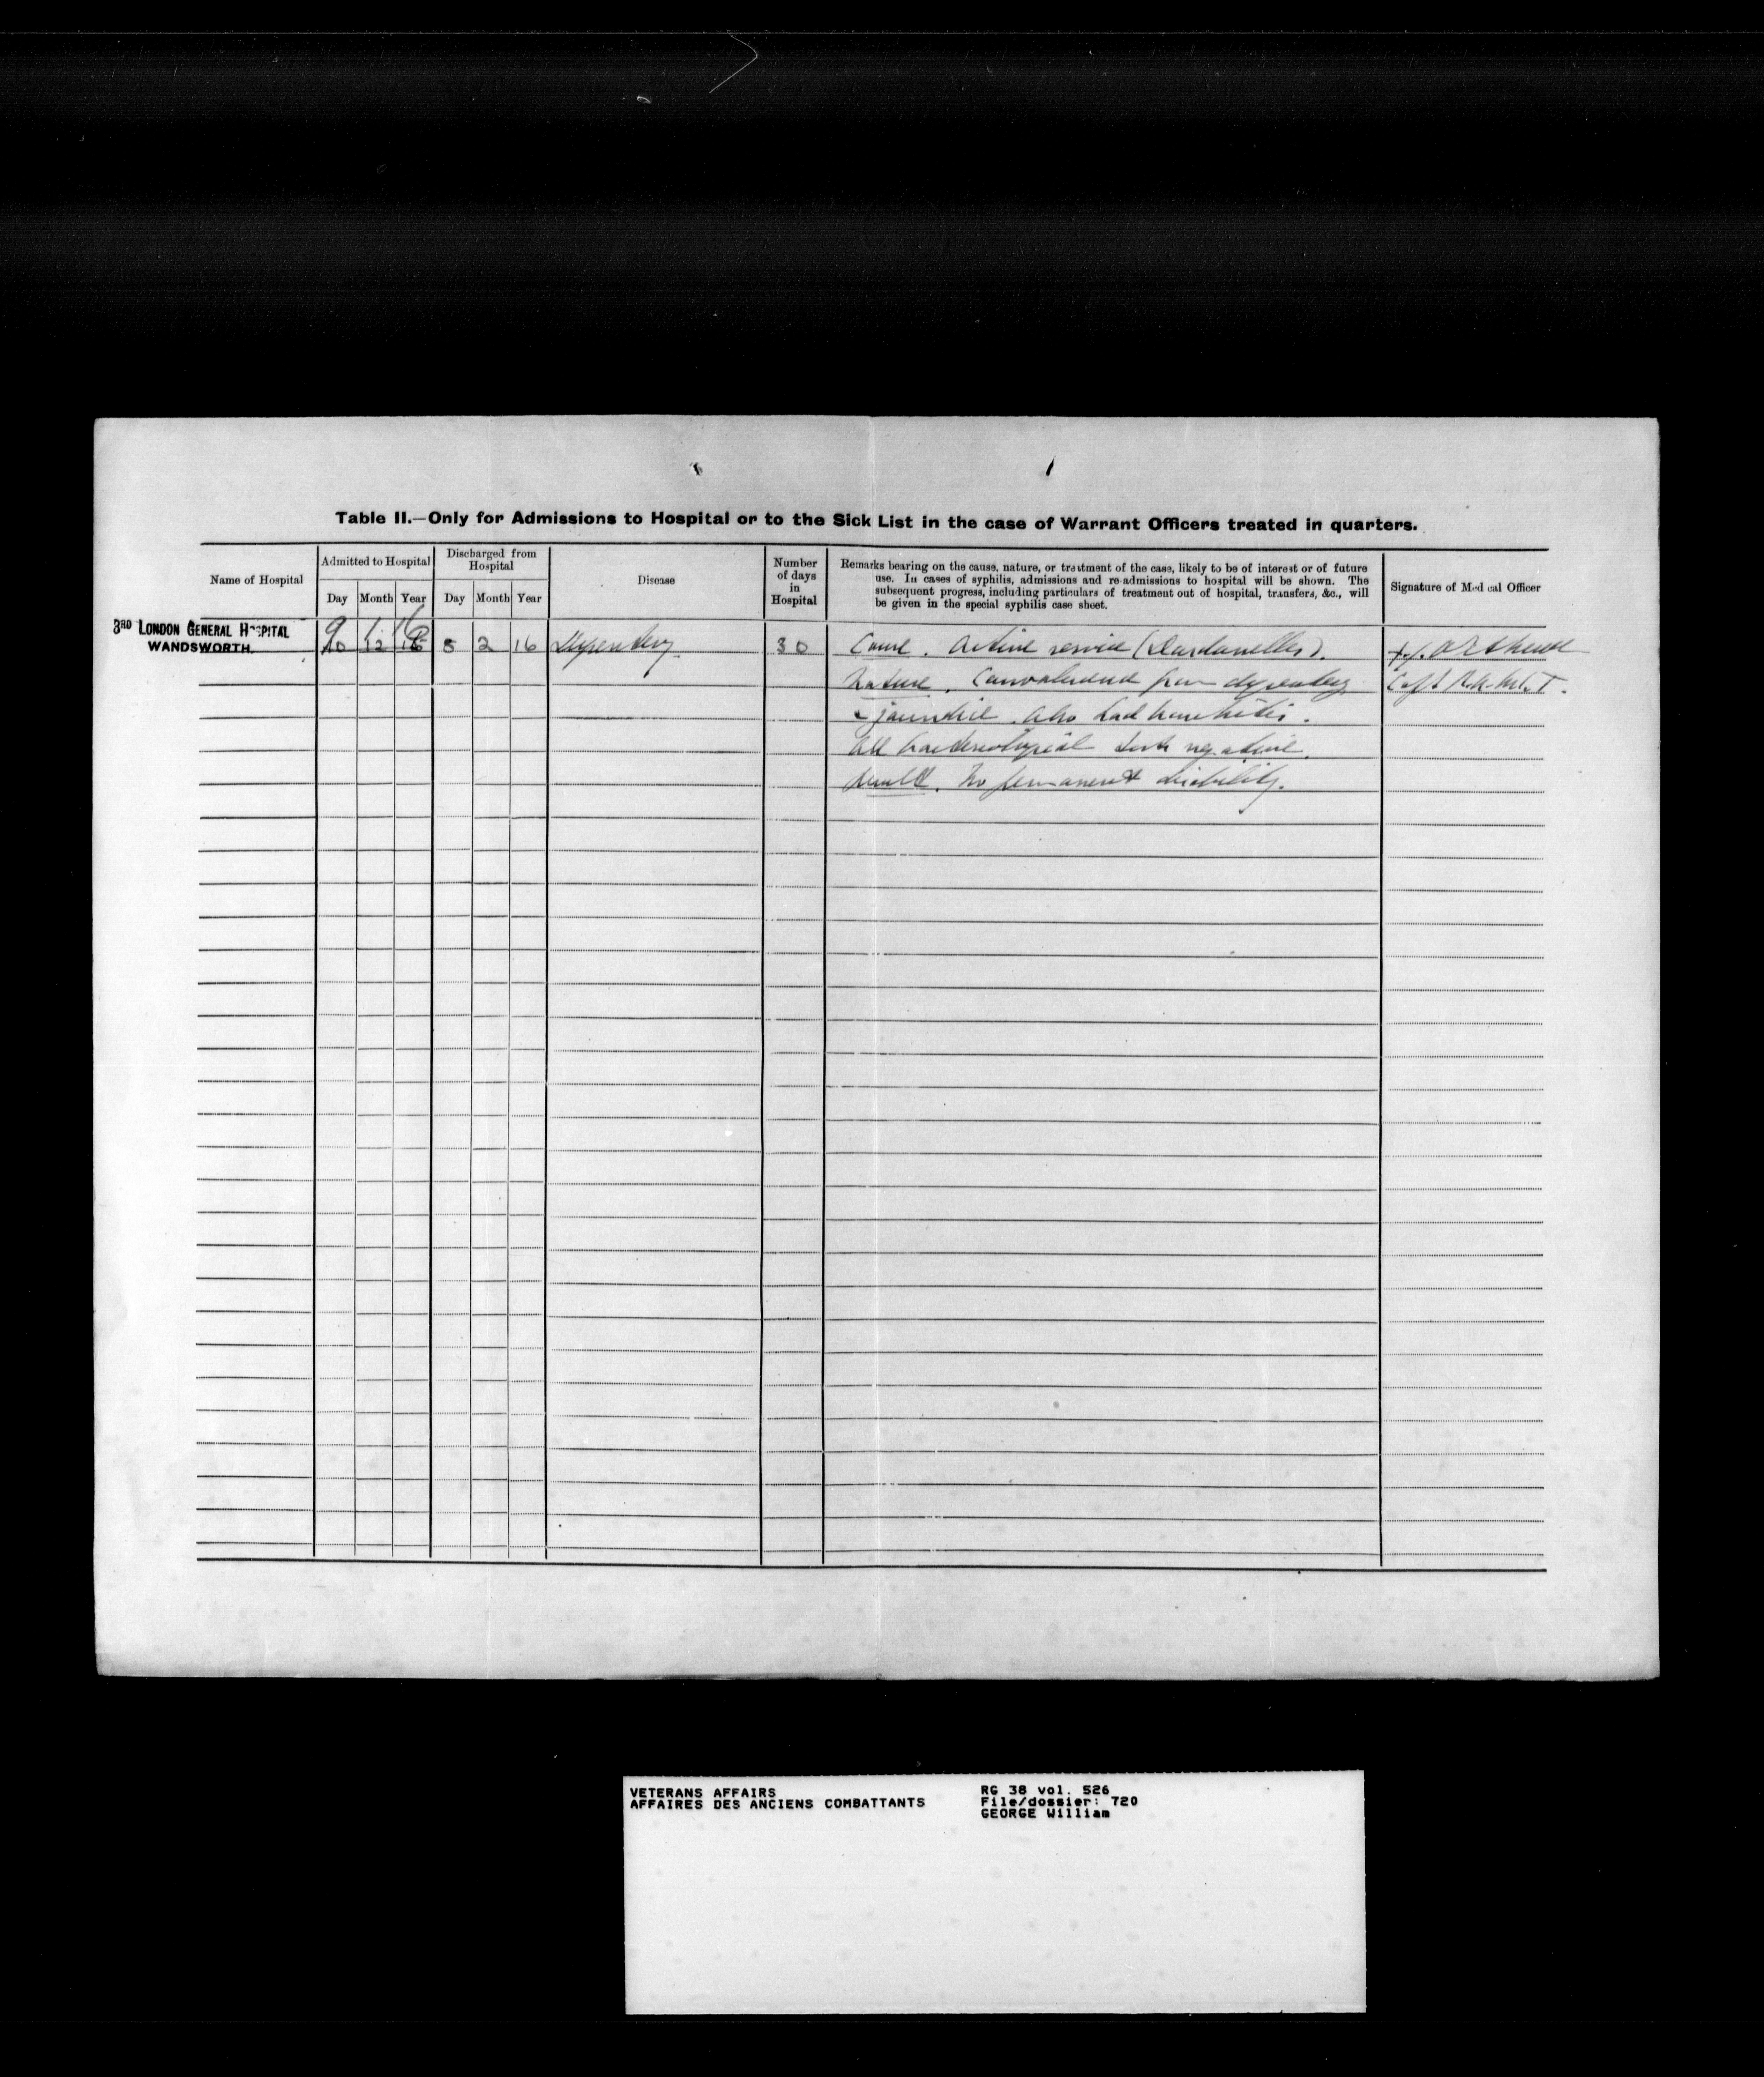 Table II.—Only for Admissions to Hospital or to the Sick List in the case of Warrant Officers treated in quarters.
Name of Hospital
Admitted to Hospital
Day Month Year
Discharged from
Hospital
Day Month Year
Disease
Number
of days
in
Hospital
Remarks bearing on the cause, nature, or treatment of the case, likely to be of interest or of future
use. In cases of syphilis, admissions and re-admissions to hospital will be shown. The
subsequent progress, including particulars of treatment out of hospital, transfers, &c., will
be given in the special syphilis case sheet.
Signature of Medical Officer
3RD LONDON GENERAL HOSPITAL
WANDSWORTH.
9 1 16
10 12 5 2 16 Dysentery 30 Cause. Active service (Dardanelles).
Nature. Convalescent from dysentery Capt R.A.M.C.T.
& jaundice. Also had bronchitis.
All bacteriological tests negative.
Result. No permanent disability.
VETERANS AFFAIRS
AFFAIRES DES ANCIENS COMBATTANTS
RG 38 vol. 526
File/dossier: 720
GEORGE William